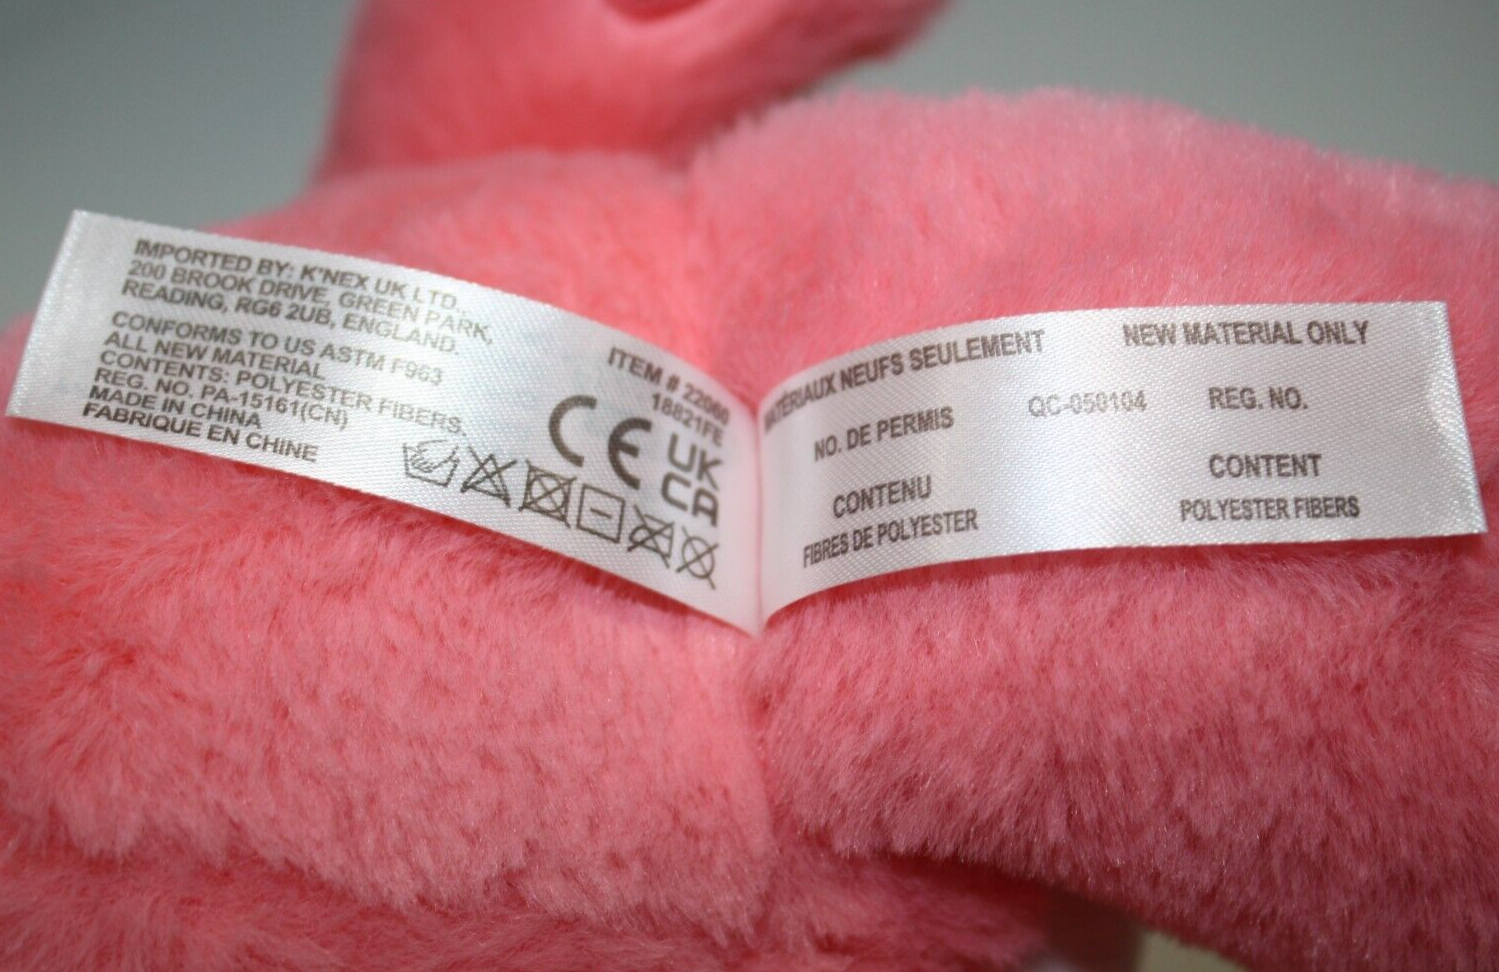 IMPORTED BY: K'NEX UK LTD.
200 BROOK DRIVE, GREEN PARK,
READING, RG6 2UB, ENGLAND.
CONFORMS TO US ASTM F963
ALL NEW MATERIAL
CONTENTS: POLYESTER FIBERS.
REG. NO. PA-15161(CN)
MADE IN CHINA
FABRIQUE EN CHINE
ITEM # 22060
18821FE
CE
UK
CA
MATÉRIAUX NEUFS SEULEMENT
NEW MATERIAL ONLY
NO. DE PERMIS
QC-050104
REG. NO.
CONTENU
CONTENT
FIBRES DE POLYESTER
POLYESTER FIBERS